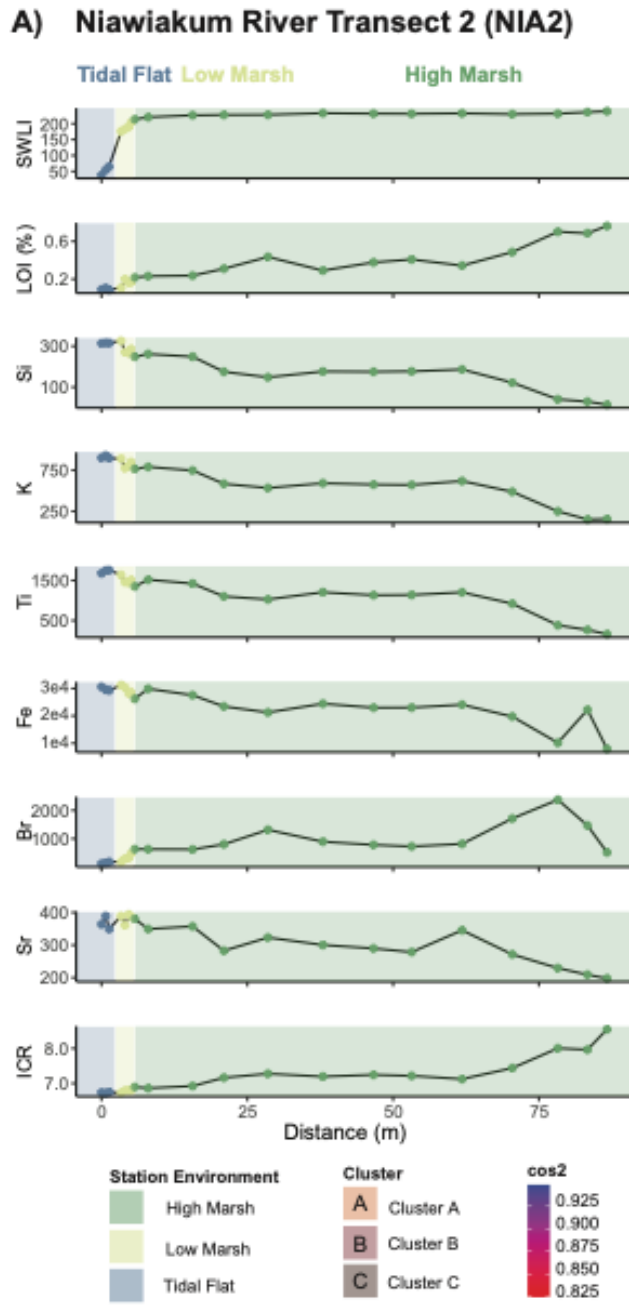 A) Niawiakum River Transect 2 (NIA2)
Tidal Flat Low Marsh High Marsh
SWLI
200
150
100
50
LOI (%)
0.6
0.2
Si
300
100
K
750
250
Ti
1500
500
Fe
3e4
2e4
1e4
Br
2000
1000
Sr
400
300
200
ICR
8.0
7.0
0 25 50 75
Distance (m)
Station Environment
High Marsh
Low Marsh
Tidal Flat
Cluster
A Cluster A
B Cluster B
C Cluster C
cos2
0.925
0.900
0.875
0.850
0.825